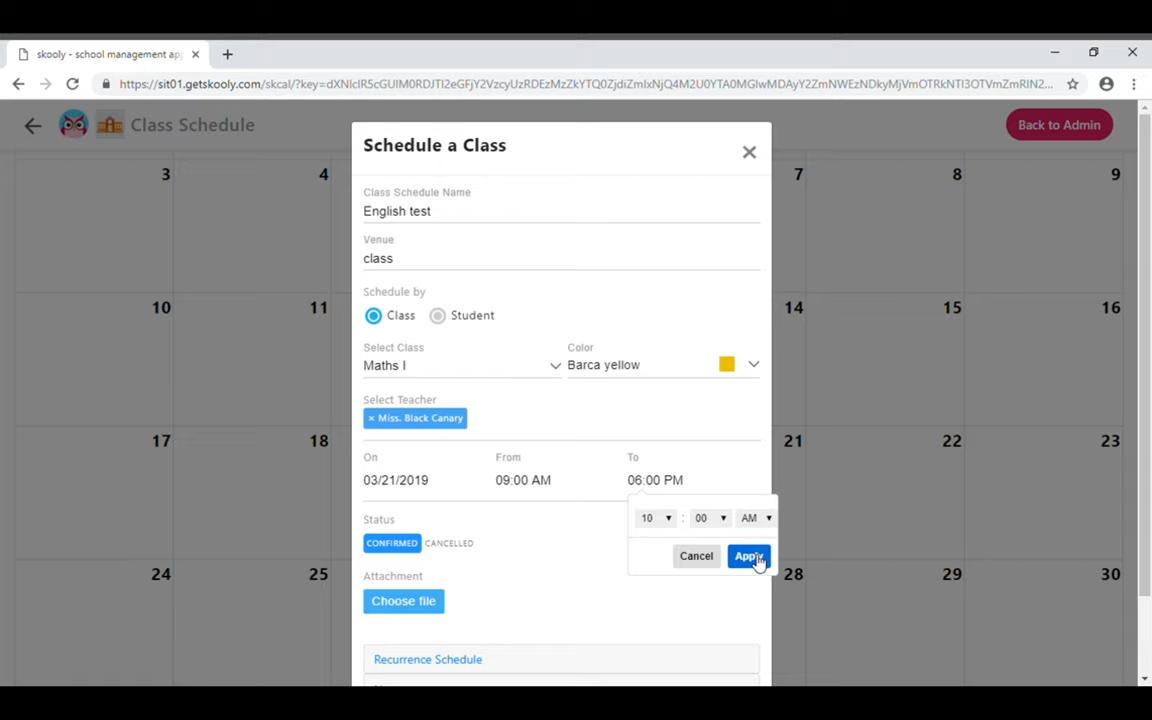 skooly - school management app
https://sit01.getskooly.com/skcal/?key=
Class Schedule
Back to Admin
Schedule a Class
Class Schedule Name
English test
Venue
class
Schedule by
Class Student
Select Class Color
Maths I Barca yellow
Select Teacher
× Miss. Black Canary
On From To
03/21/2019 09:00 AM 06:00 PM
10 : 00 AM
Cancel Apply
Status
CONFIRMED CANCELLED
Attachment
Choose file
Recurrence Schedule
3 4 7 8 9
10 11 14 15 16
17 18 21 22 23
24 25 28 29 30